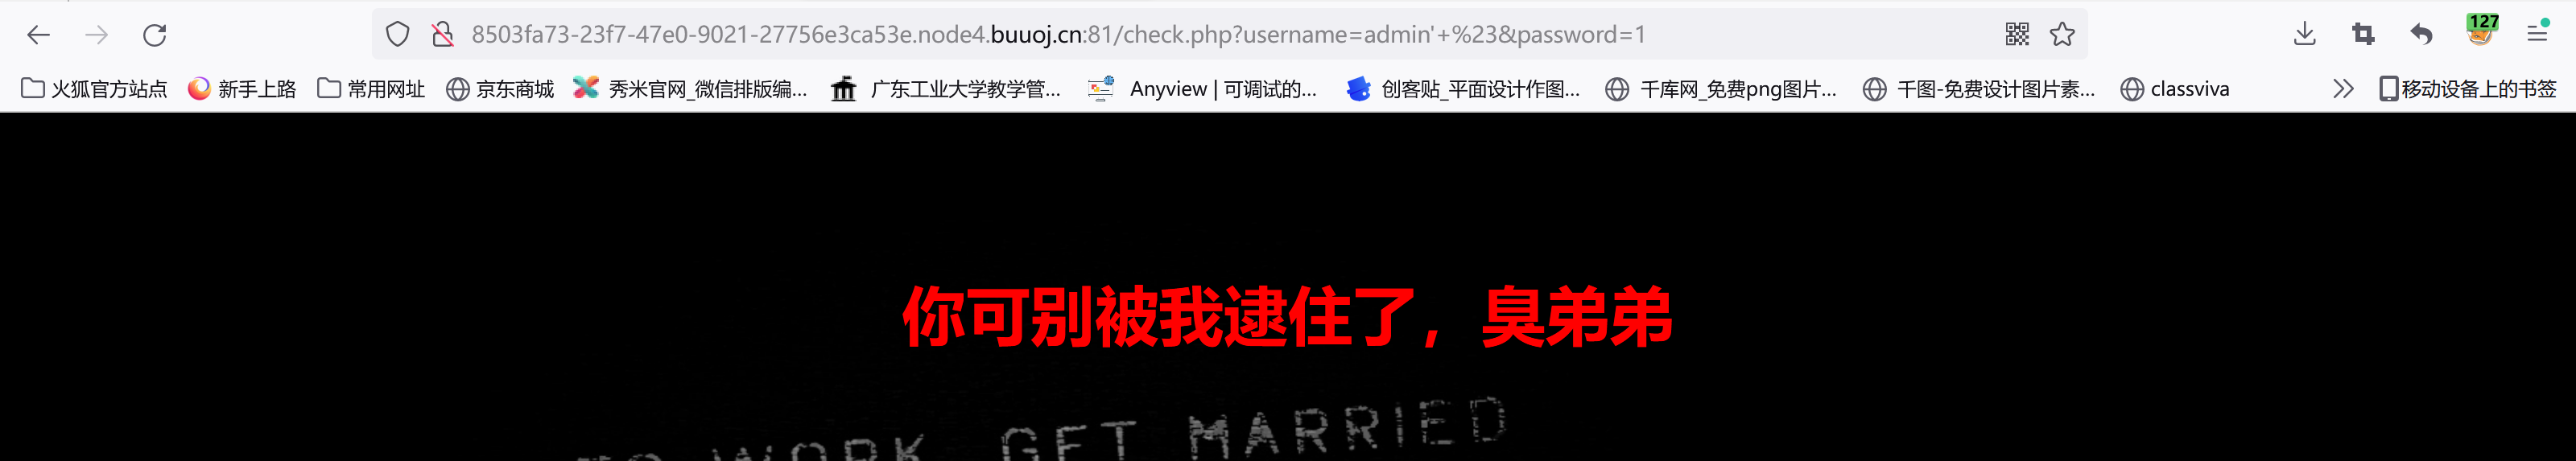 8503fa73-23f7-47e0-9021-27756e3ca53e.node4.buuoj.cn:81/check.php?username=admin'+%23&password=1
127
火狐官方站点 新手上路 常用网址 京东商城 秀米官网_微信排版编... 广东工业大学教学管... Anyview | 可调试的... 创客贴_平面设计作图... 千库网_免费png图片... 千图-免费设计图片素... classviva 移动设备上的书签
你可别被我逮住了，臭弟弟
WORK GET MARRIED